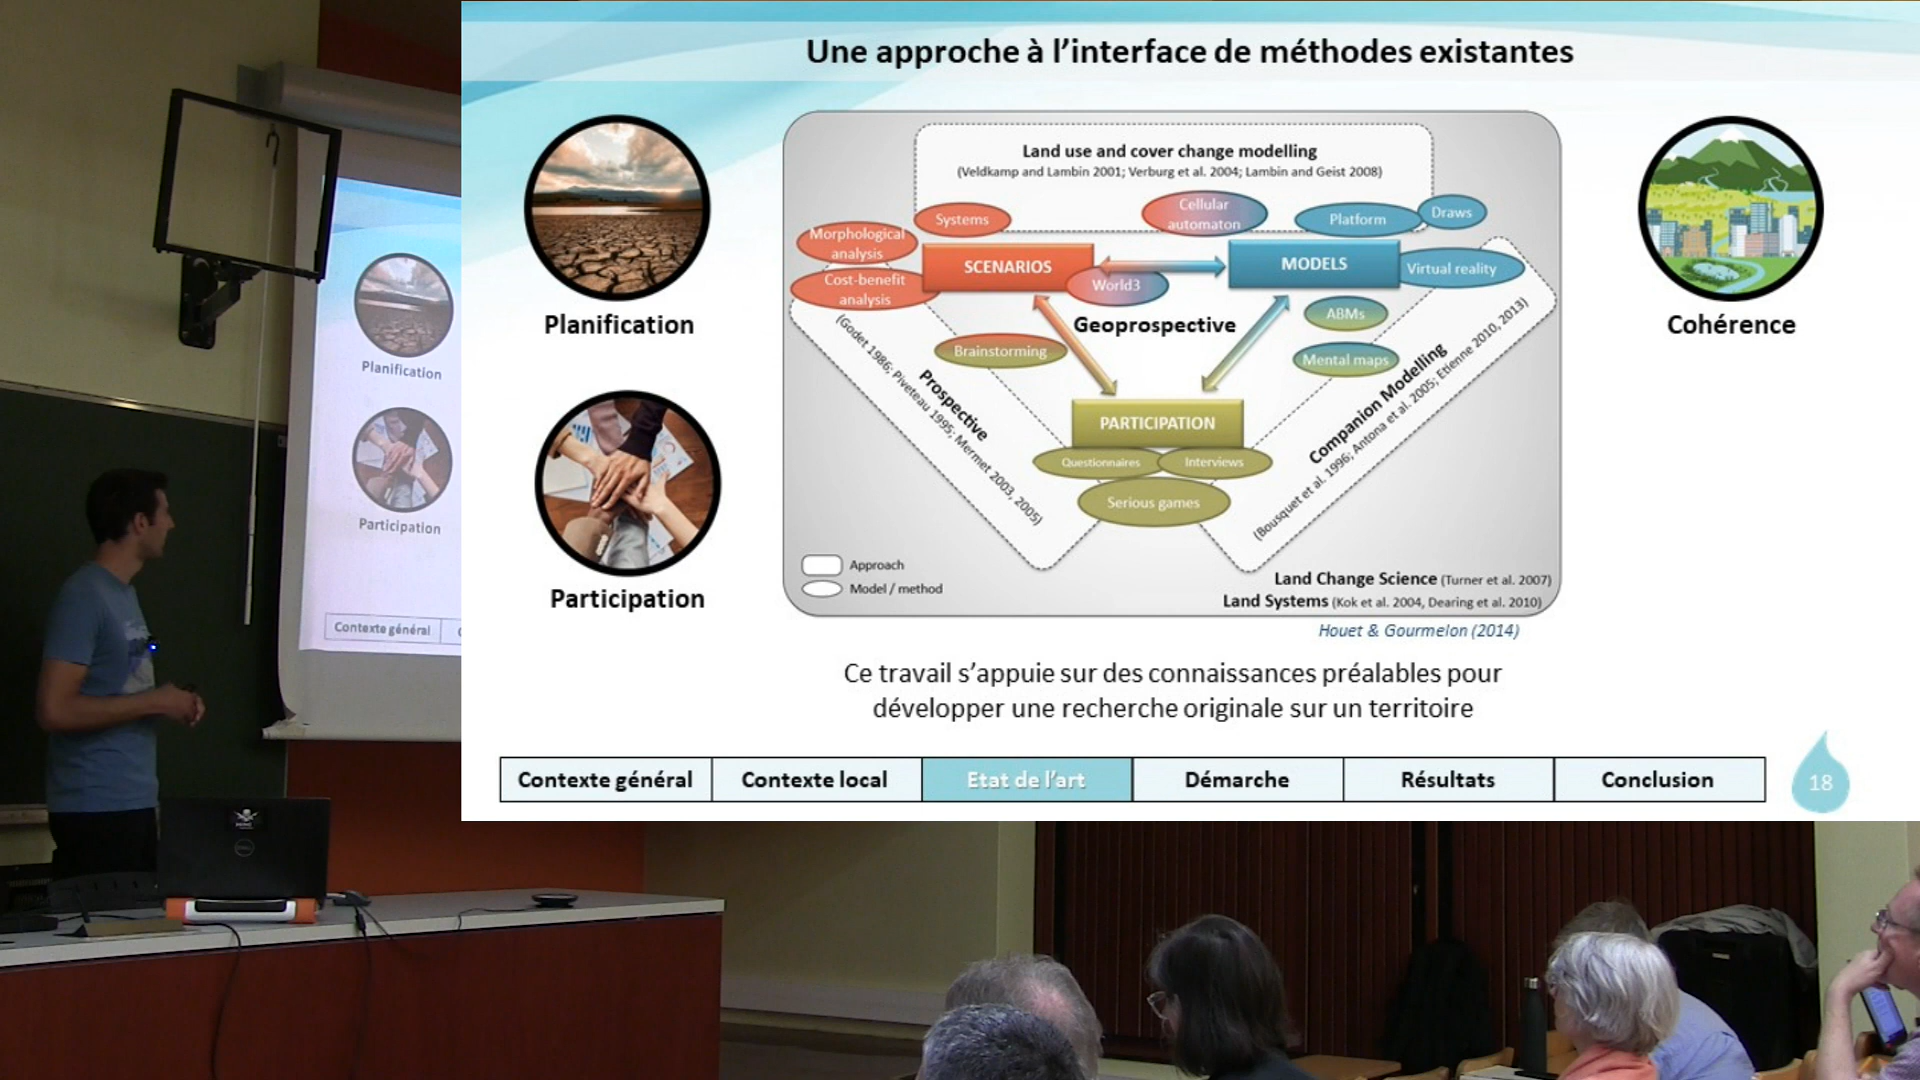 Une approche à l'interface de méthodes existantes
Planification
Participation
Cohérence
Land use and cover change modelling
(Veldkamp and Lambin 2001; Verburg et al. 2004; Lambin and Geist 2008)
Systems
Cellular
automaton
Platform
Draws
Morphological
analysis
SCENARIOS
MODELS
Virtual reality
Cost-benefit
analysis
World3
Geoprospective
ABMs
Brainstorming
Mental maps
Prospective
(Godet 1986; Piveteau 1995; Mermet 2003, 2005)
Companion Modelling
(Bousquet et al. 1996; Antona et al. 2005; Etienne 2010, 2013)
PARTICIPATION
Questionnaires
Interviews
Serious games
Approach
Model / method
Land Change Science (Turner et al. 2007)
Land Systems (Kok et al. 2004, Dearing et al. 2010)
Houet & Gourmelon (2014)
Ce travail s'appuie sur des connaissances préalables pour
développer une recherche originale sur un territoire
Contexte général
Contexte local
Etat de l'art
Démarche
Résultats
Conclusion
18
Planification
Participation
Contexte général
DELL